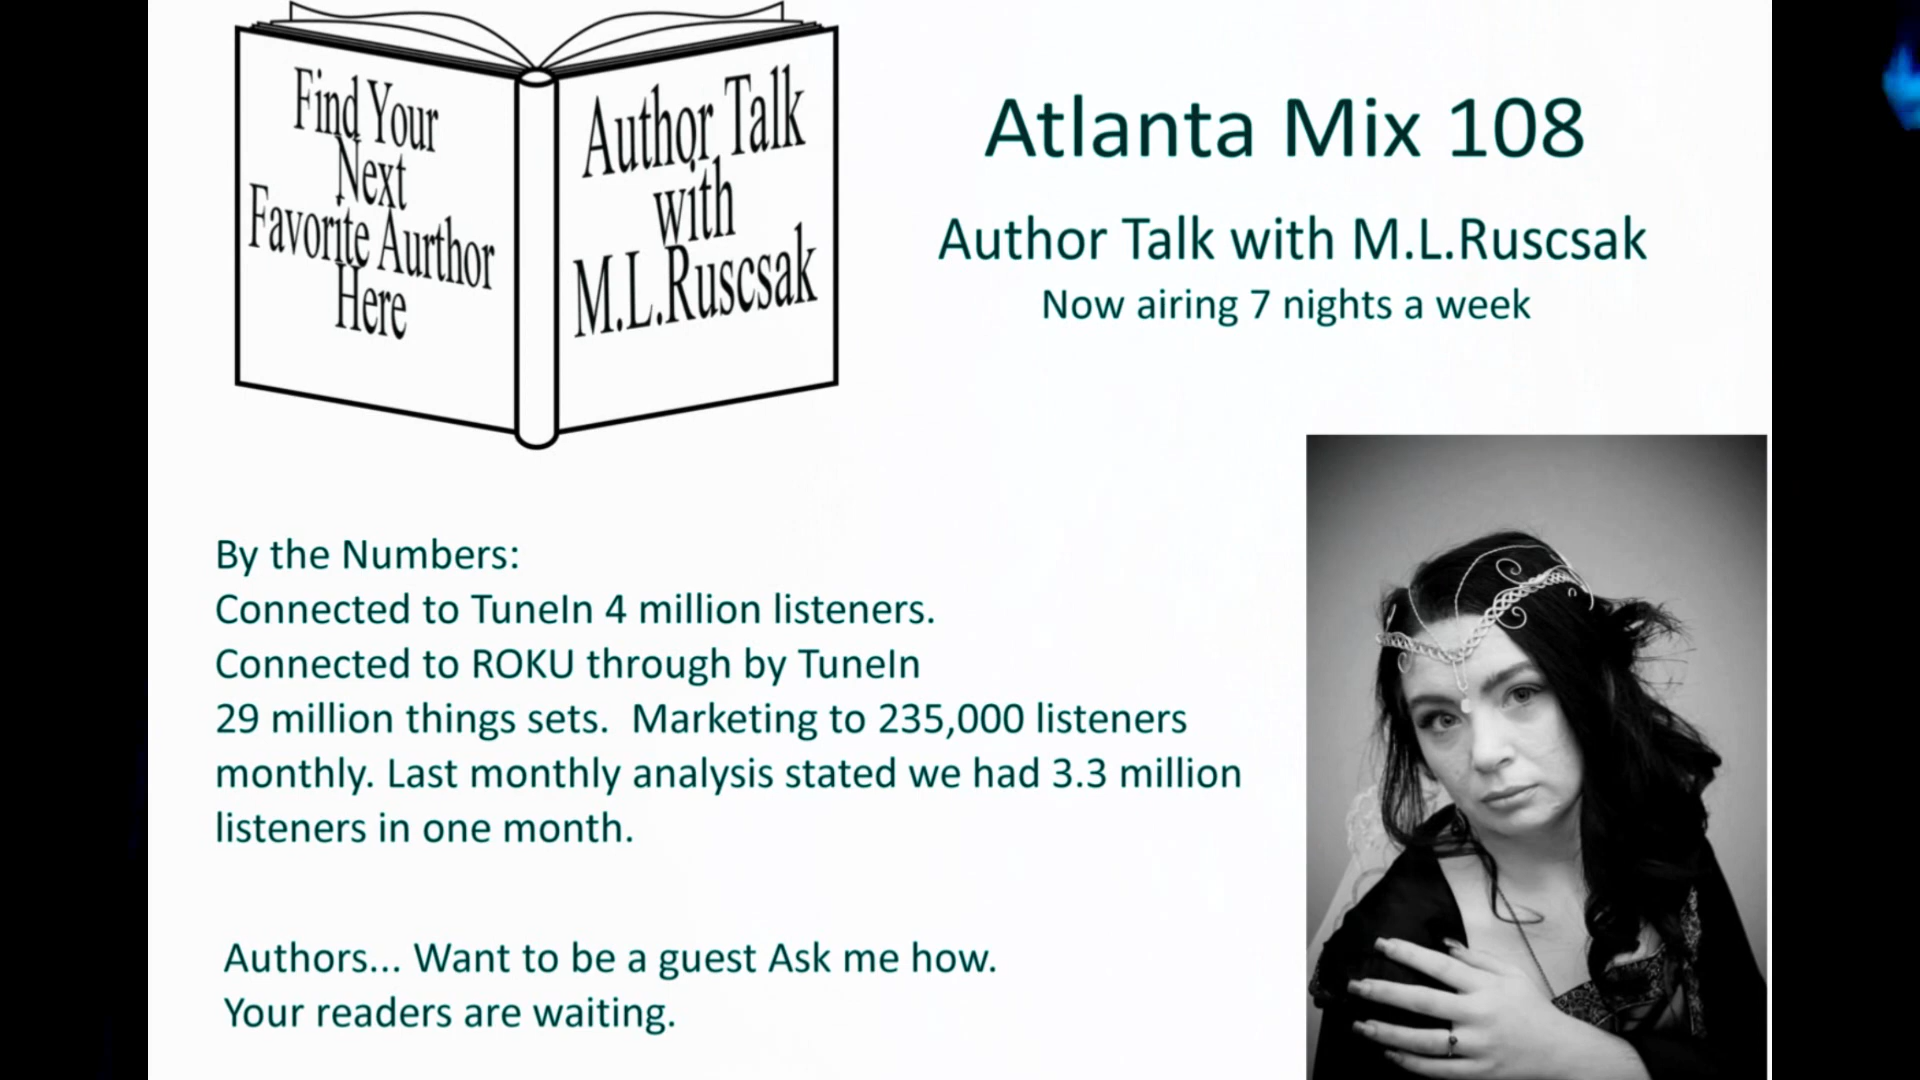 Find Your
Next
Favorite Aurthor
Here
Author Talk
with
M.L.Ruscsak
Atlanta Mix 108
Author Talk with M.L.Ruscsak
Now airing 7 nights a week
By the Numbers:
Connected to TuneIn 4 million listeners.
Connected to ROKU through by TuneIn
29 million things sets.  Marketing to 235,000 listeners
monthly. Last monthly analysis stated we had 3.3 million
listeners in one month.
Authors... Want to be a guest Ask me how.
Your readers are waiting.